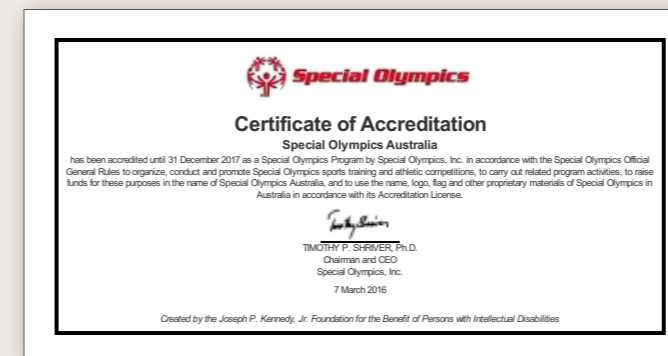 Special Olympics
Certificate of Accreditation
Special Olympics Australia
has been accredited until 31 December 2017 as a Special Olympics Program by Special Olympics, Inc. in accordance with the Special Olympics Official
General Rules to organize, conduct and promote Special Olympics sports training and athletic competitions, to carry out related program activities, to raise
funds for these purposes in the name of Special Olympics Australia, and to use the name, logo, flag and other proprietary materials of Special Olympics in
Australia in accordance with its Accreditation License.
Timothy Shriver
TIMOTHY P. SHRIVER, Ph.D.
Chairman and CEO
Special Olympics, Inc.
7 March 2016
Created by the Joseph P. Kennedy, Jr. Foundation for the Benefit of Persons with Intellectual Disabilities